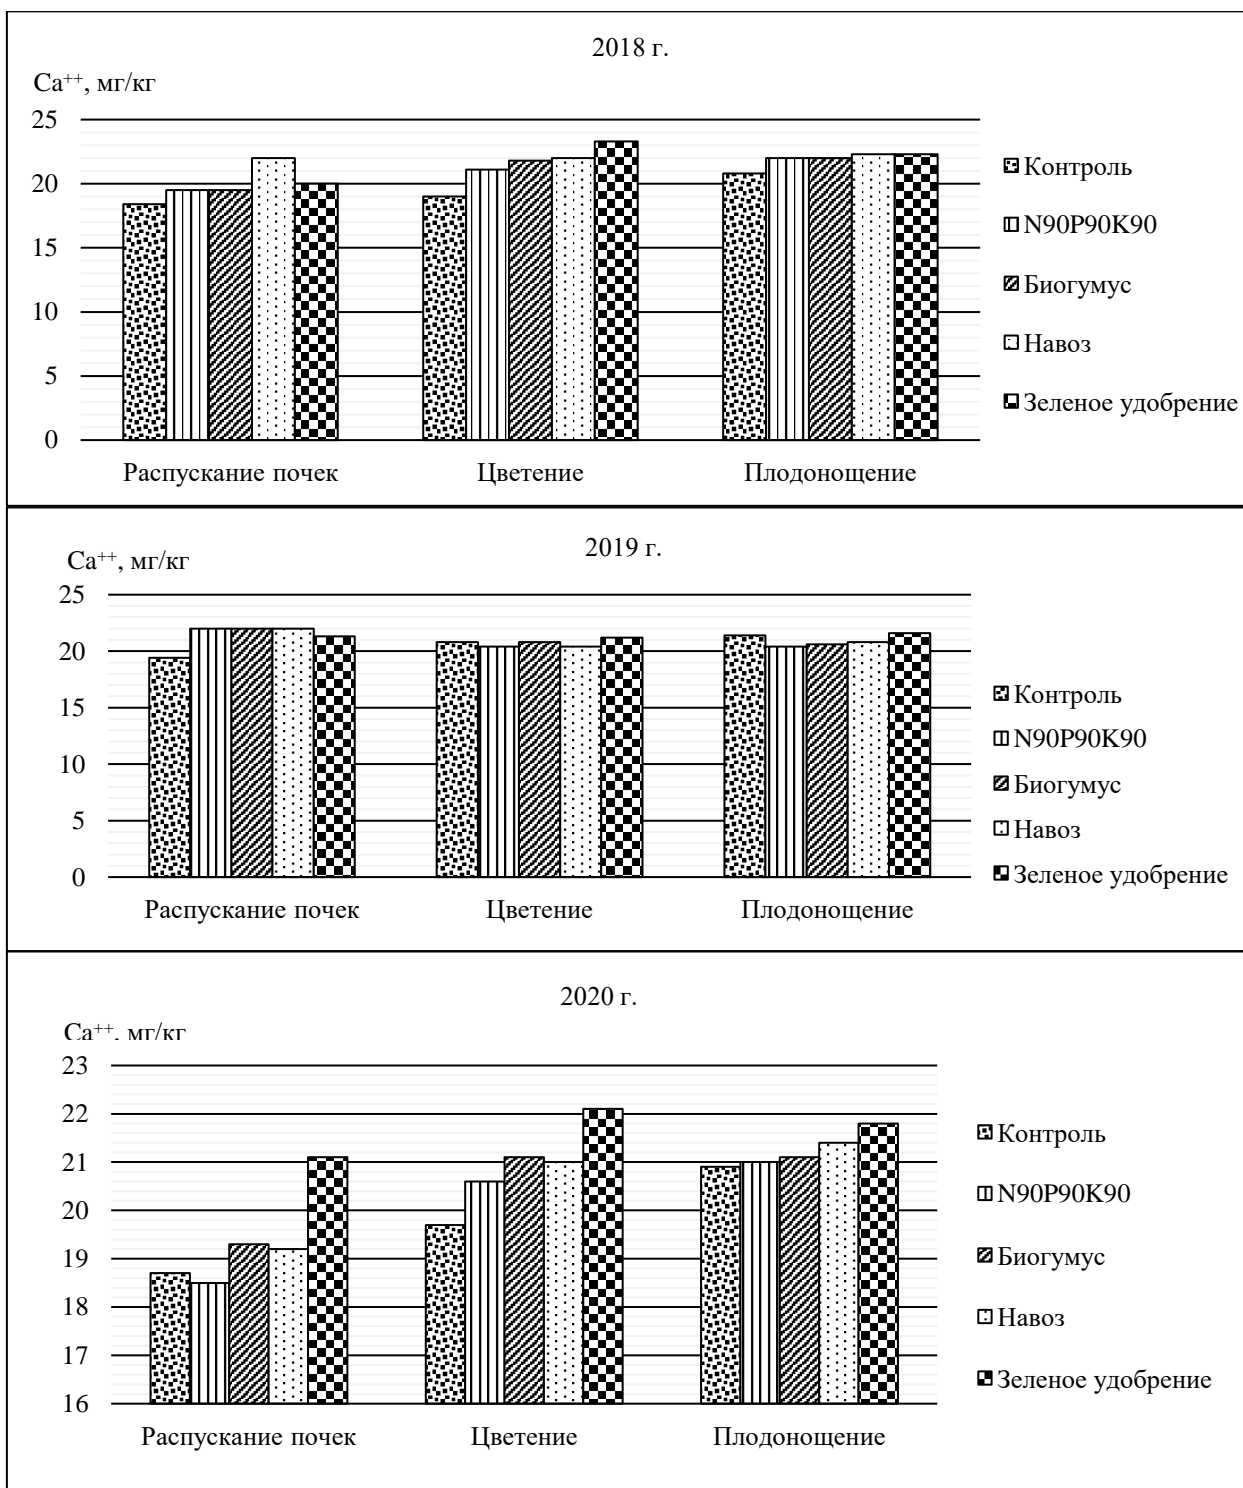 2018 г.
Ca⁺⁺, мг/кг
25
20
15
10
5
0
Распускание почек
Цветение
Плодонощение
Контроль
N90P90K90
Биогумус
Навоз
Зеленое удобрение
2019 г.
Ca⁺⁺, мг/кг
25
20
15
10
5
0
Распускание почек
Цветение
Плодонощение
Контроль
N90P90K90
Биогумус
Навоз
Зеленое удобрение
2020 г.
Ca⁺⁺, мг/кг
23
22
21
20
19
18
17
16
Распускание почек
Цветение
Плодонощение
Контроль
N90P90K90
Биогумус
Навоз
Зеленое удобрение